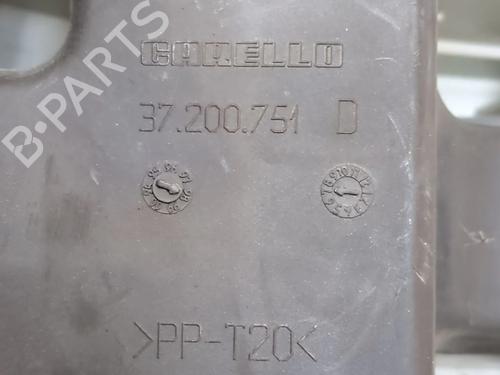 CARELLO
37.200.751 D
>PP-T20<
B-PARTS